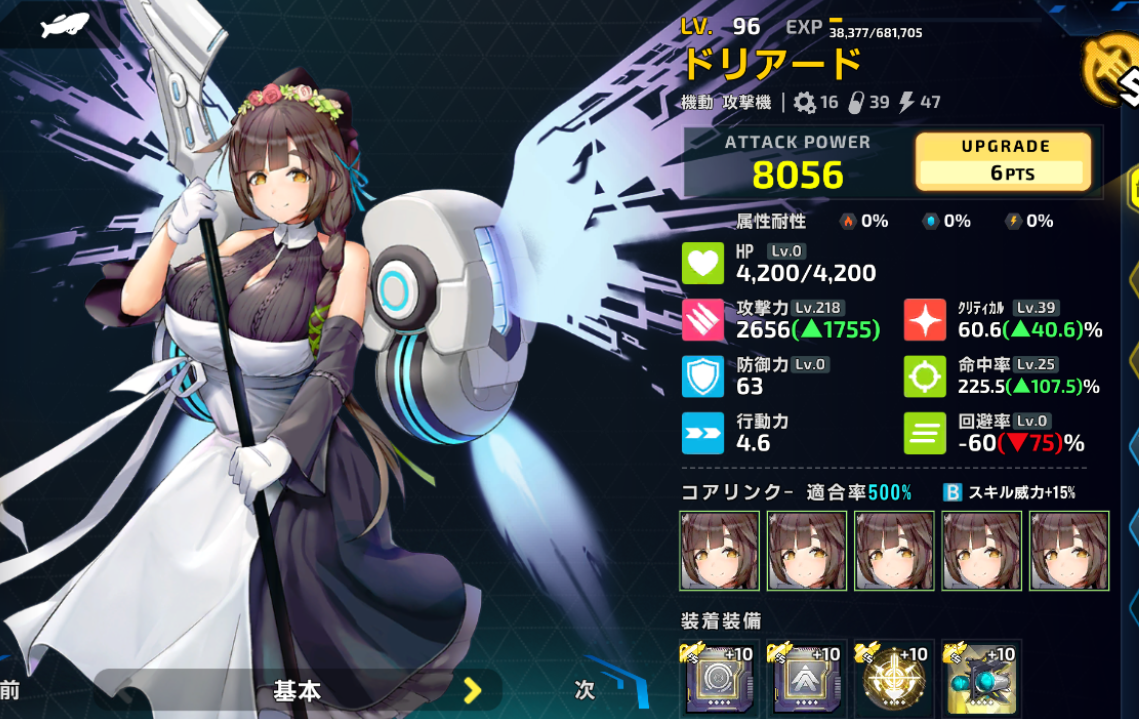 LV. 96 EXP 38,377/681,705
ドリアード
機動 攻撃機 | 16 39 47
ATTACK POWER
8056
UPGRADE
6PTS
属性耐性 0% 0% 0%
HP Lv.0
4,200/4,200
攻撃力 Lv.218
2656(▲1755)
クリティカル Lv.39
60.6(▲40.6)%
防御力 Lv.0
63
命中率 Lv.25
225.5(▲107.5)%
行動力
4.6
回避率 Lv.0
-60(▼75)%
コアリンク- 適合率500%
B スキル威力+15%
装着装備
+10 +10 +10 +10
前 基本 次